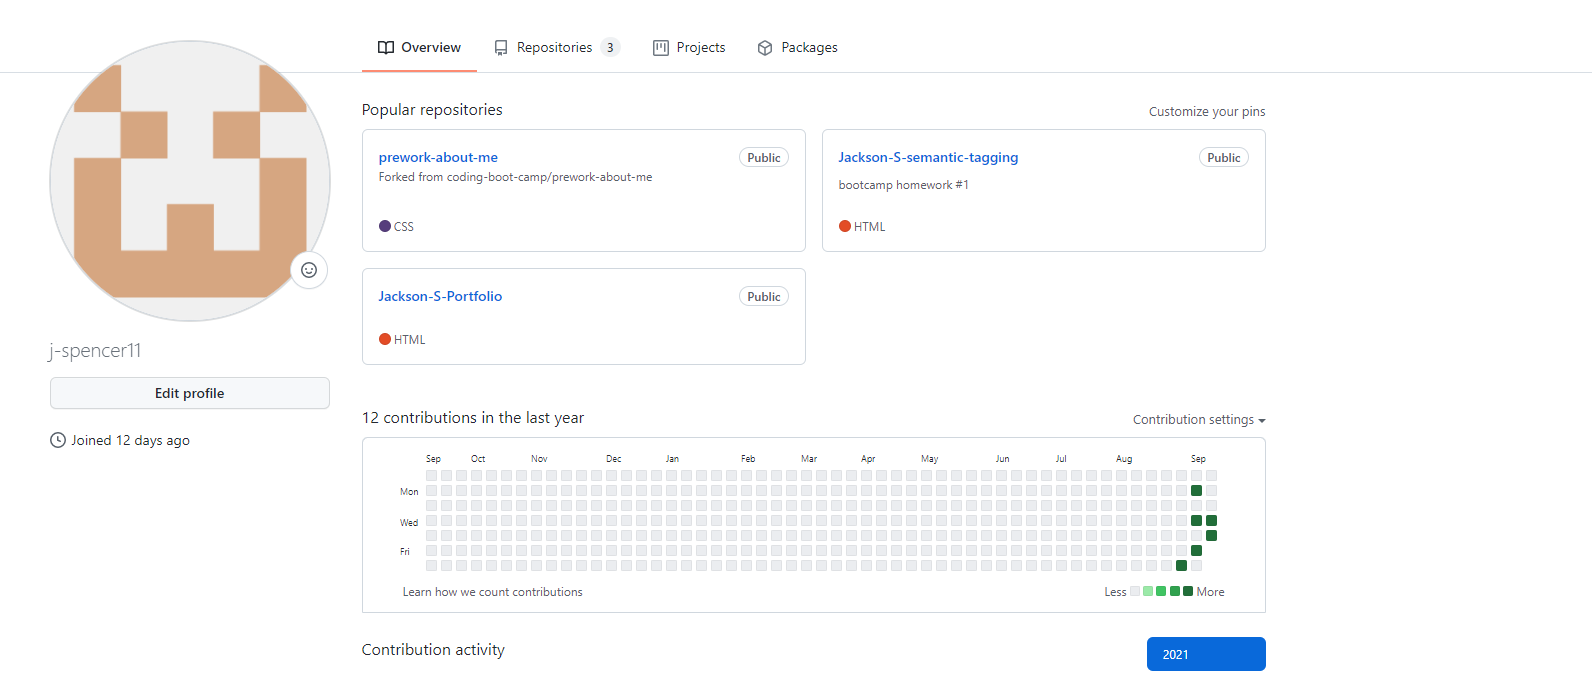 Overview Repositories 3 Projects Packages
Popular repositories
Customize your pins
prework-about-me Public
Forked from coding-boot-camp/prework-about-me
CSS
Jackson-S-semantic-tagging Public
bootcamp homework #1
HTML
Jackson-S-Portfolio Public
HTML
j-spencer11
Edit profile
Joined 12 days ago
12 contributions in the last year
Contribution settings
Sep Oct Nov Dec Jan Feb Mar Apr May Jun Jul Aug Sep
Mon
Wed
Fri
Learn how we count contributions
Less More
Contribution activity
2021